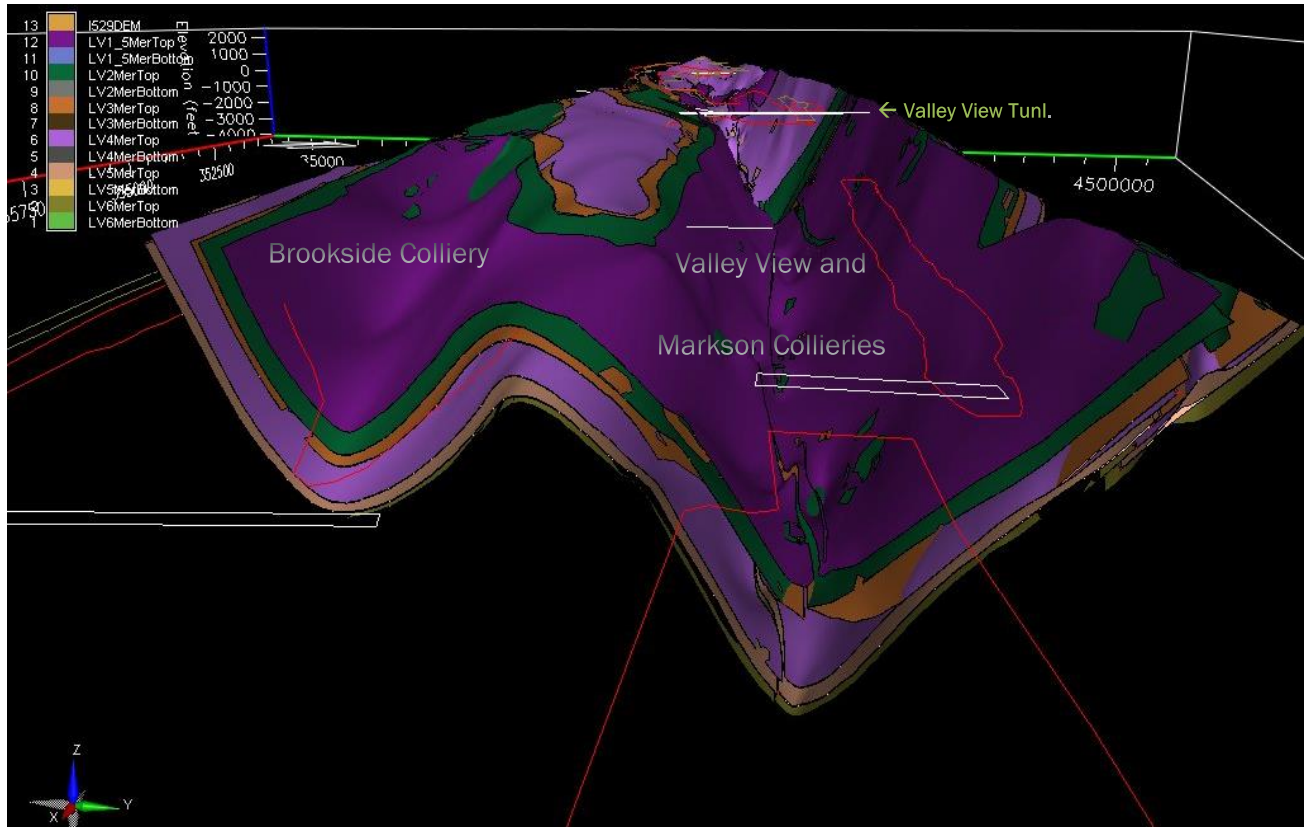 13 I529DEM
12 LV1_5MerTop
11 LV1_5MerBottom
10 LV2MerTop
9 LV2MerBottom
8 LV3MerTop
7 LV3MerBottom
6 LV4MerTop
5 LV4MerBottom
4 LV5MerTop
3 LV5MerBottom
LV6MerTop
1 LV6MerBottom
Elevation (feet
2000
1000
0
-1000
-2000
-3000
-4000
35000
352500
4500000
← Valley View Tunl.
Brookside Colliery
Valley View and
Markson Collieries
Z
X
Y